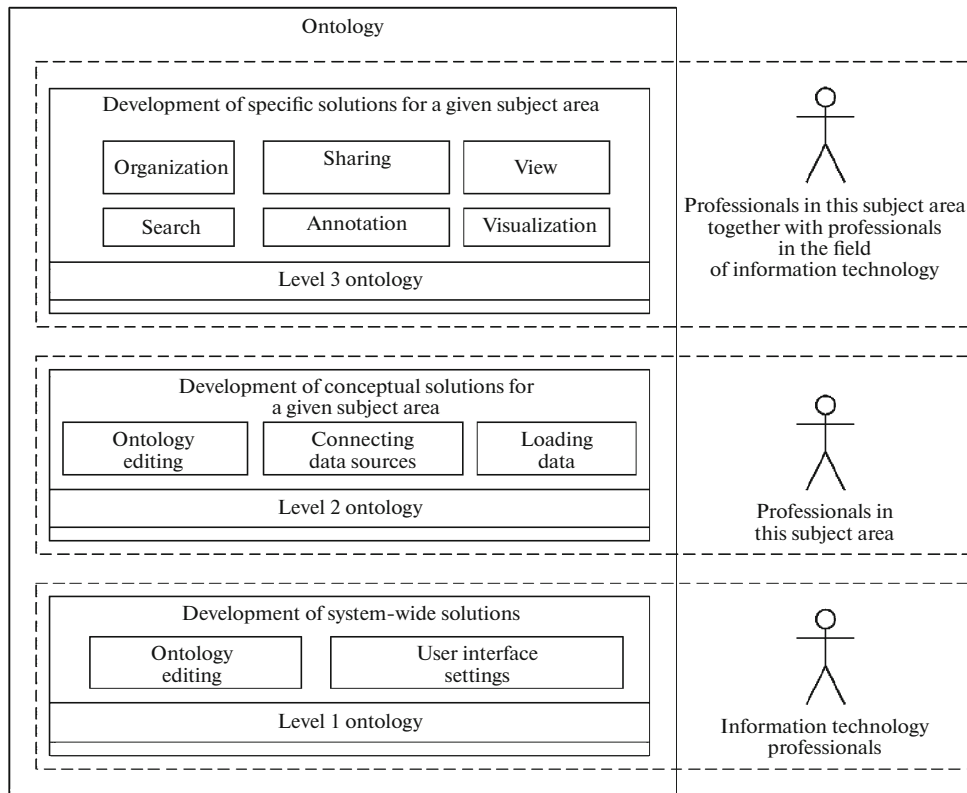 Ontology
Development of specific solutions for a given subject area
Organization
Sharing
View
Search
Annotation
Visualization
Level 3 ontology
Professionals in this subject area
together with professionals
in the field
of information technology
Development of conceptual solutions for
a given subject area
Ontology
editing
Connecting
data sources
Loading
data
Level 2 ontology
Professionals in
this subject area
Development of system-wide solutions
Ontology
editing
User interface
settings
Level 1 ontology
Information technology
professionals